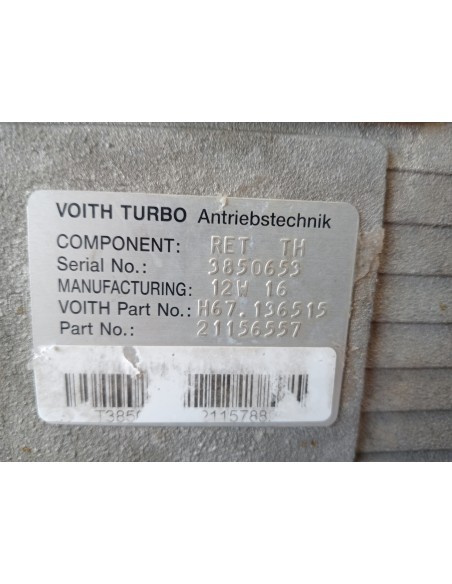 VOITH TURBO Antriebstechnik
COMPONENT: RET TH
Serial No.: 3850653
MANUFACTURING: 12W 16
VOITH Part No.: H67.136515
Part No.: 21156557
T385 2115788